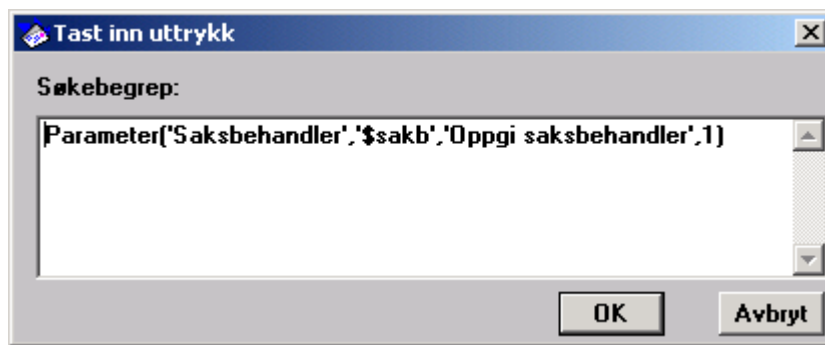 Tast inn uttrykk
Søkebegrep:
Parameter('Saksbehandler','$sakb','Oppgi saksbehandler',1)
OK
Avbryt